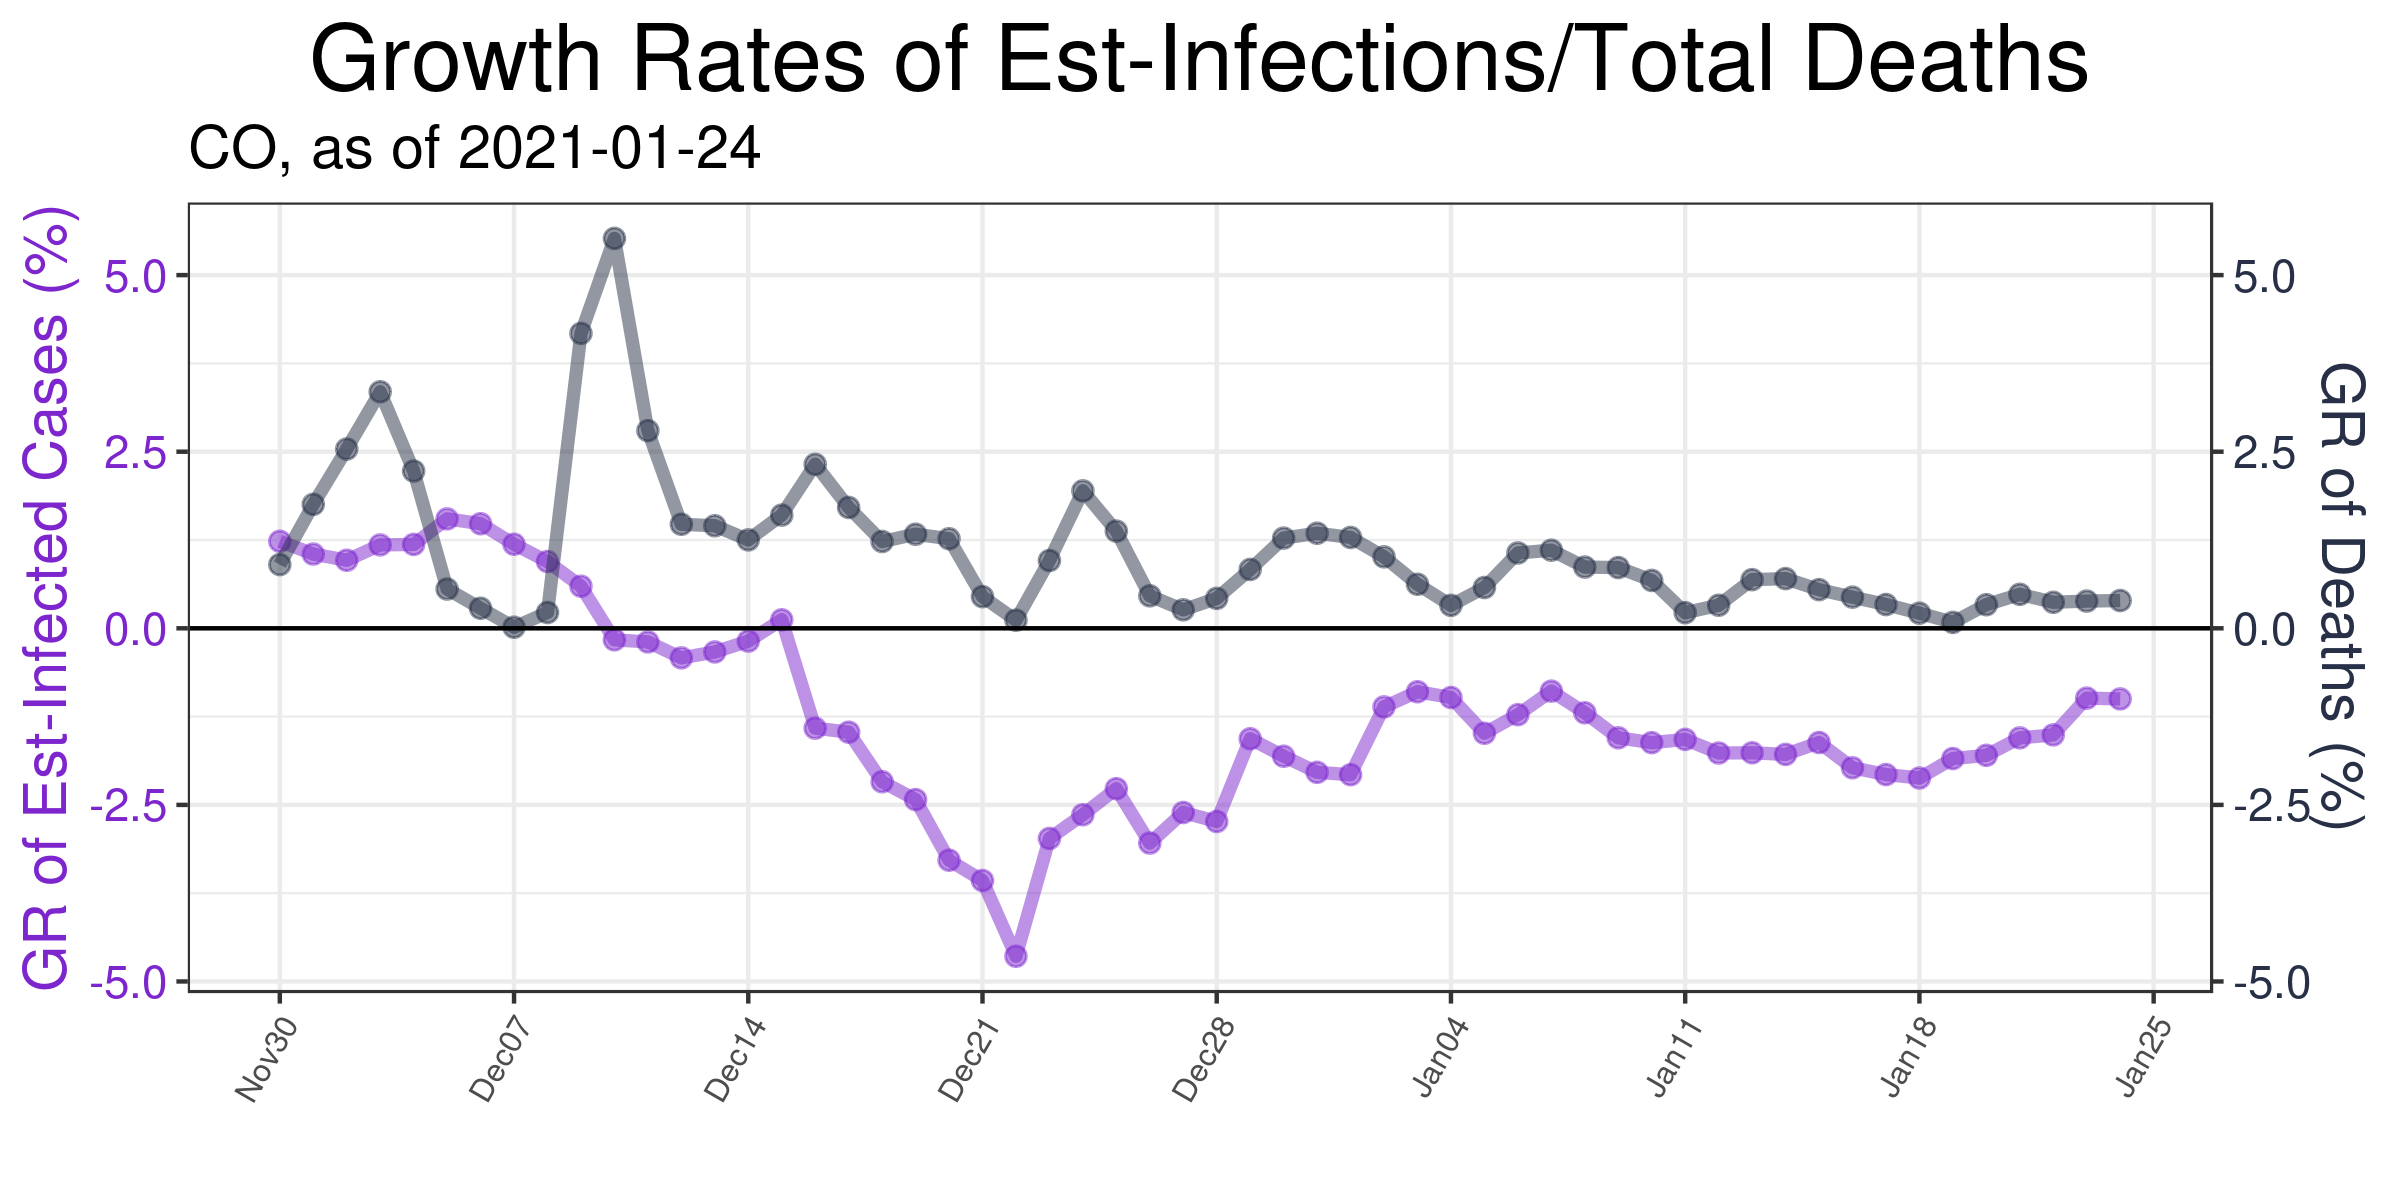 Growth Rates of Est-Infections/Total Deaths
CO, as of 2021-01-24
GR of Est-Infected Cases (%)
5.0
2.5
0.0
-2.5
-5.0
5.0
2.5
0.0
-2.5
-5.0
GR of Deaths (%)
Nov30
Dec07
Dec14
Dec21
Dec28
Jan04
Jan11
Jan18
Jan25